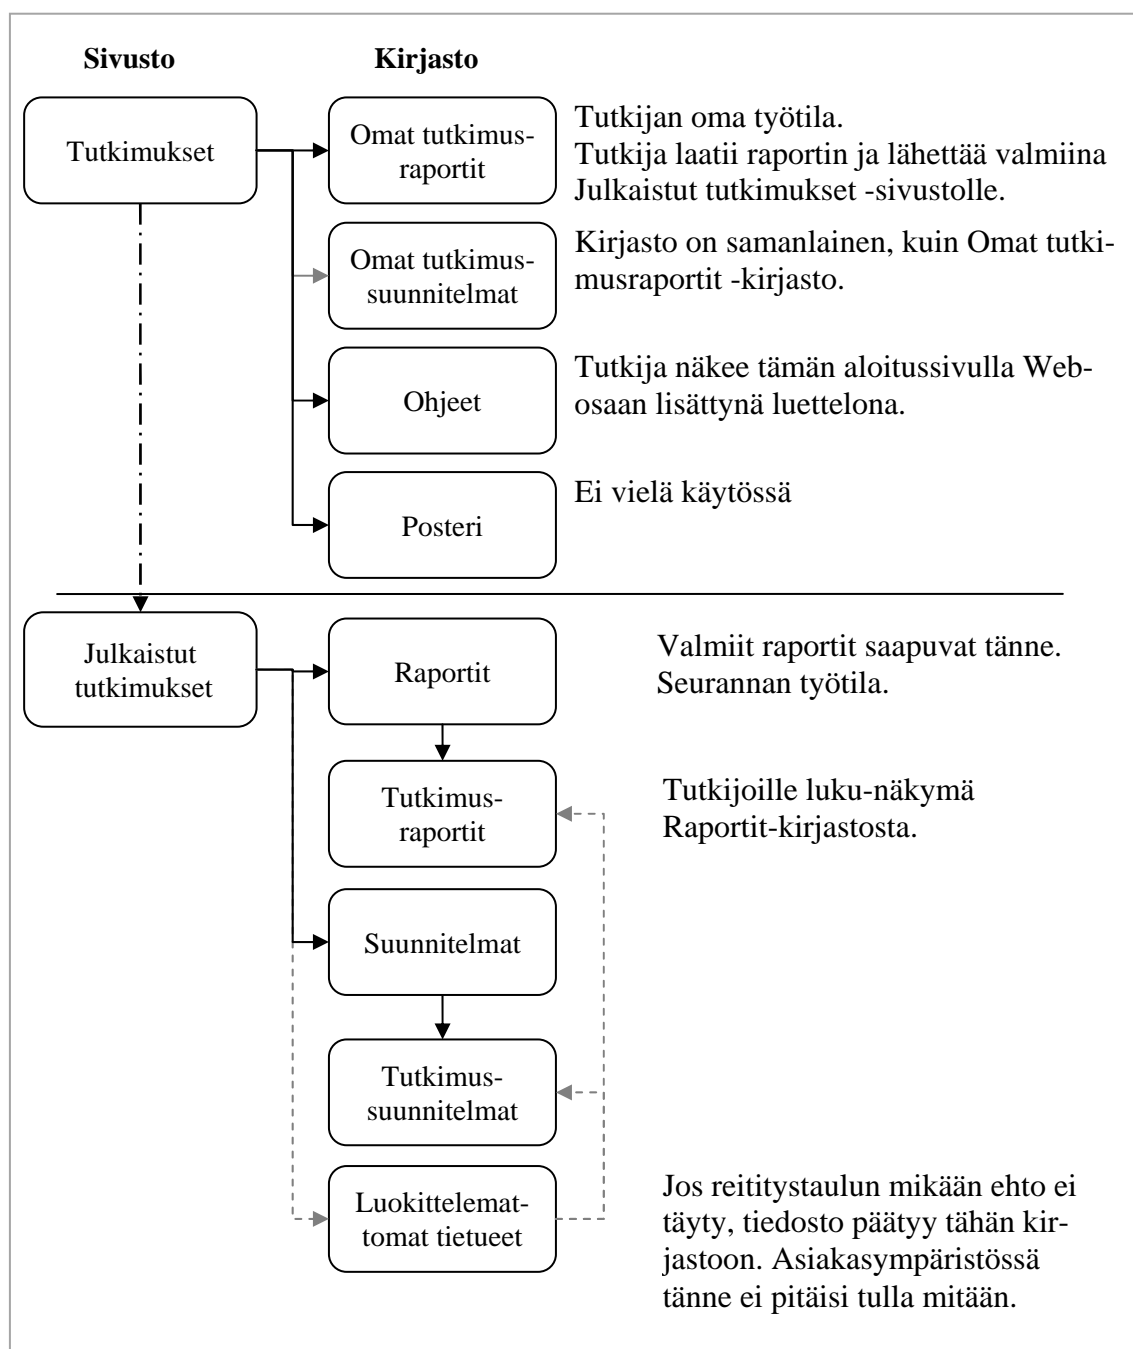 Sivusto
Kirjasto
Tutkimukset
Omat tutkimus-
raportit
Tutkijan oma työtila.
Tutkija laatii raportin ja lähettää valmiina
Julkaistut tutkimukset -sivustolle.
Omat tutkimus-
suunnitelmat
Kirjasto on samanlainen, kuin Omat tutki-
musraportit -kirjasto.
Ohjeet
Tutkija näkee tämän aloitussivulla Web-
osaan lisättynä luettelona.
Posteri
Ei vielä käytössä
Julkaistut
tutkimukset
Raportit
Valmiit raportit saapuvat tänne.
Seurannan työtila.
Tutkimus-
raportit
Tutkijoille luku-näkymä
Raportit-kirjastosta.
Suunnitelmat
Tutkimus-
suunnitelmat
Luokittelemat-
tomat tietueet
Jos reititystaulun mikään ehto ei
täyty, tiedosto päätyy tähän kir-
jastoon. Asiakasympäristössä
tänne ei pitäisi tulla mitään.